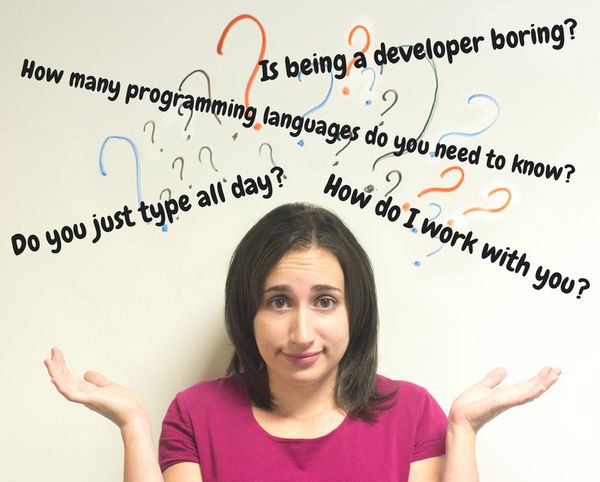 Is being a developer boring?
How many programming languages do you need to know?
Do you just type all day?
How do I work with you?